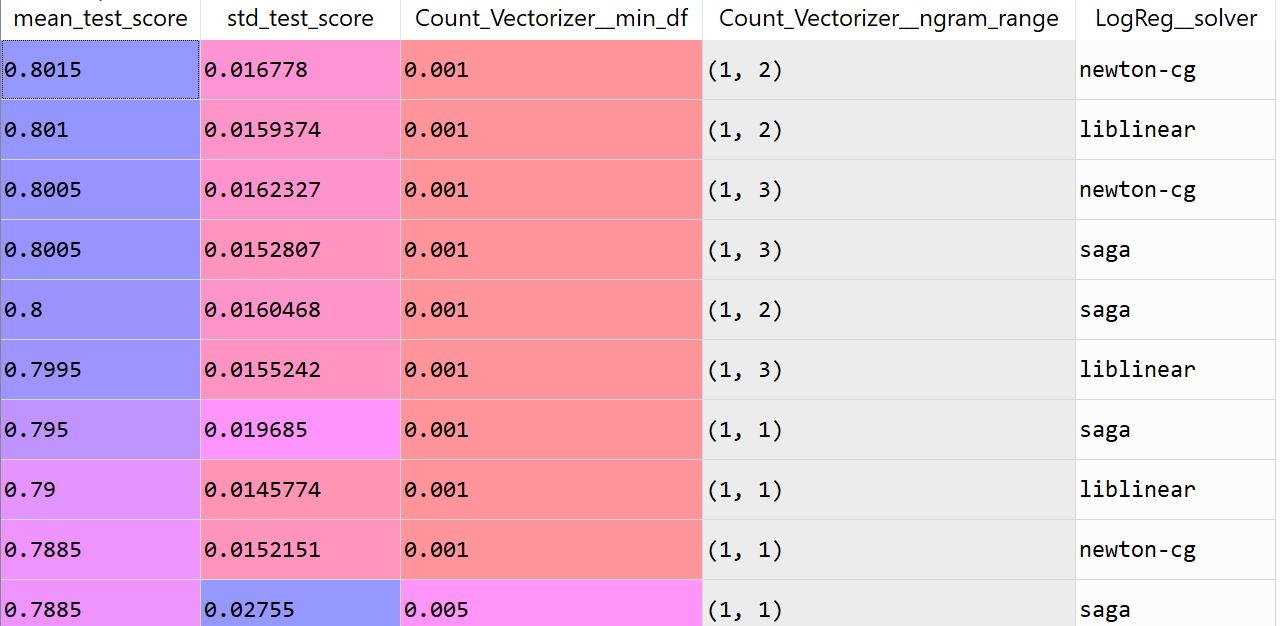 mean_test_score std_test_score Count_Vectorizer__min_df Count_Vectorizer__ngram_range LogReg__solver
0.8015 0.016778 0.001 (1, 2) newton-cg
0.801 0.0159374 0.001 (1, 2) liblinear
0.8005 0.0162327 0.001 (1, 3) newton-cg
0.8005 0.0152807 0.001 (1, 3) saga
0.8 0.0160468 0.001 (1, 2) saga
0.7995 0.0155242 0.001 (1, 3) liblinear
0.795 0.019685 0.001 (1, 1) saga
0.79 0.0145774 0.001 (1, 1) liblinear
0.7885 0.0152151 0.001 (1, 1) newton-cg
0.7885 0.02755 0.005 (1, 1) saga